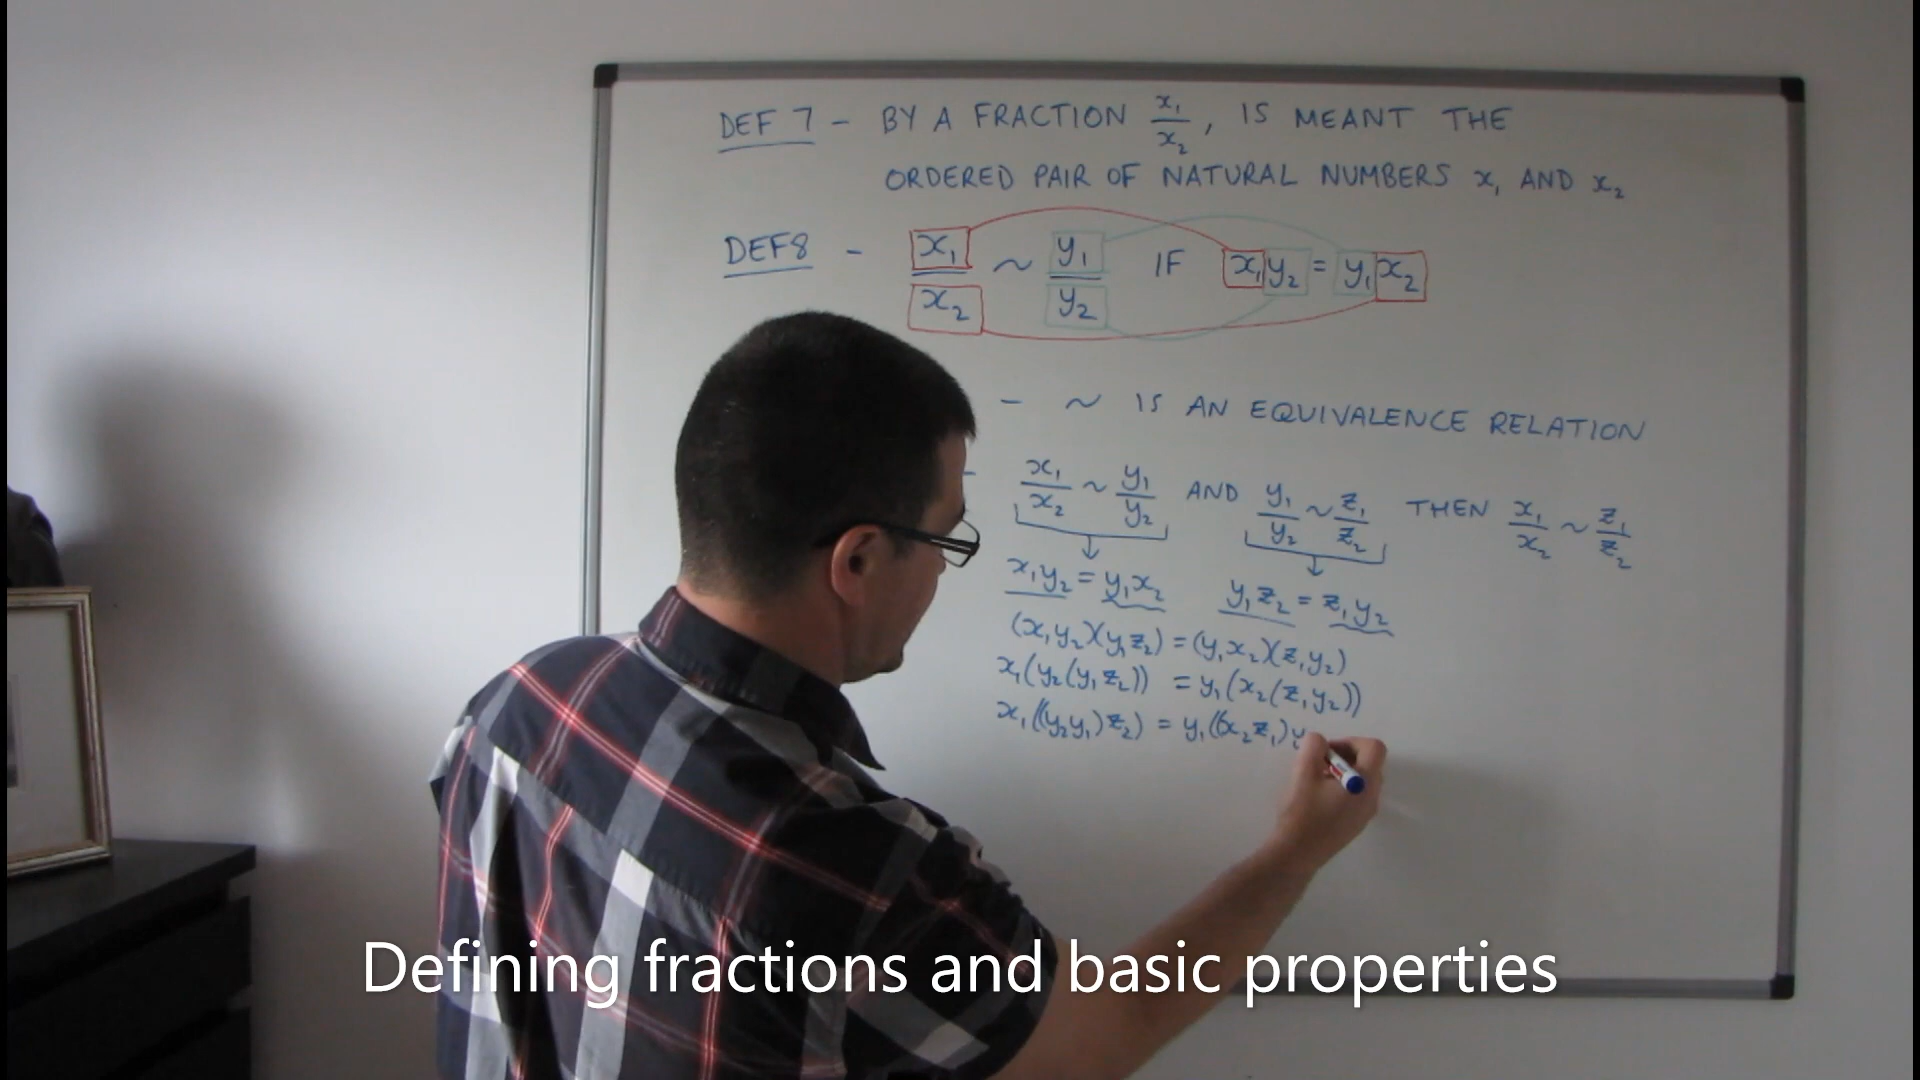 DEF 7 - BY A FRACTION x₁/x₂, IS MEANT THE
ORDERED PAIR OF NATURAL NUMBERS x₁ AND x₂
DEF8 - x₁/x₂ ~ y₁/y₂ IF x₁y₂ = y₁x₂
- ~ IS AN EQUIVALENCE RELATION
- x₁/x₂ ~ y₁/y₂ AND y₁/y₂ ~ z₁/z₂ THEN x₁/x₂ ~ z₁/z₂
x₁y₂ = y₁x₂ y₁z₂ = z₁y₂
(x₁y₂)(y₁z₂) = (y₁x₂)(z₁y₂)
x₁(y₂(y₁z₂)) = y₁(x₂(z₁y₂))
x₁((y₂y₁)z₂) = y₁((x₂z₁)y₂
Defining fractions and basic properties